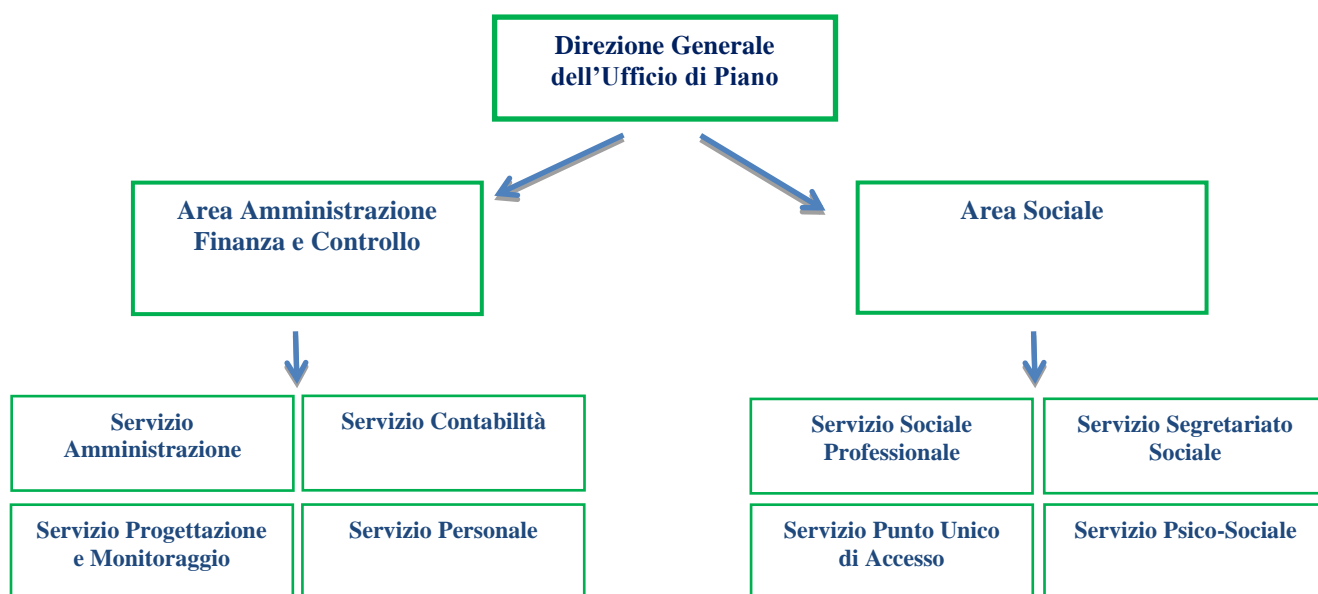 Direzione Generale
dell’Ufficio di Piano
Area Amministrazione
Finanza e Controllo
Area Sociale
Servizio
Amministrazione
Servizio Contabilità
Servizio Progettazione
e Monitoraggio
Servizio Personale
Servizio Sociale
Professionale
Servizio Segretariato
Sociale
Servizio Punto Unico
di Accesso
Servizio Psico-Sociale